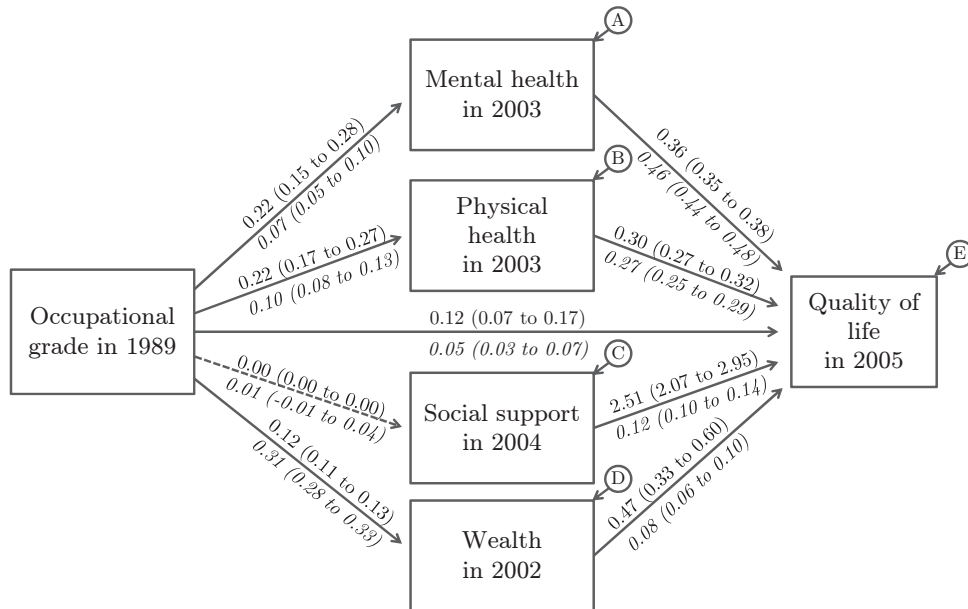 A
Mental health
in 2003
0.22 (0.15 to 0.28)
0.07 (0.05 to 0.10)
0.36 (0.35 to 0.38)
0.46 (0.44 to 0.48)
B
Physical
health
in 2003
0.22 (0.17 to 0.27)
0.10 (0.08 to 0.13)
0.30 (0.27 to 0.32)
0.27 (0.25 to 0.29)
E
Occupational
grade in 1989
Quality of
life
in 2005
0.12 (0.07 to 0.17)
0.05 (0.03 to 0.07)
C
Social support
in 2004
0.00 (0.00 to 0.00)
0.01 (-0.01 to 0.04)
2.51 (2.07 to 2.95)
0.12 (0.10 to 0.14)
D
Wealth
in 2002
0.12 (0.11 to 0.13)
0.31 (0.28 to 0.33)
0.47 (0.33 to 0.60)
0.08 (0.06 to 0.10)